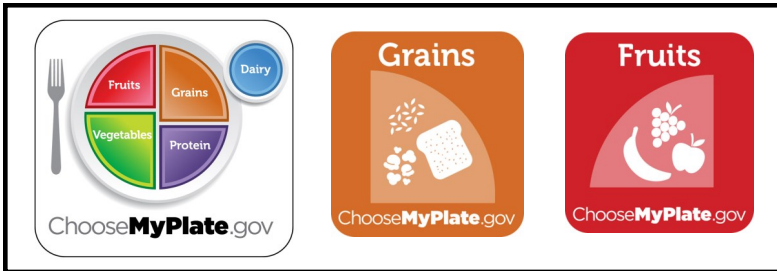 Fruits
Grains
Dairy
Vegetables
Protein
ChooseMyPlate.gov
Grains
ChooseMyPlate.gov
Fruits
ChooseMyPlate.gov